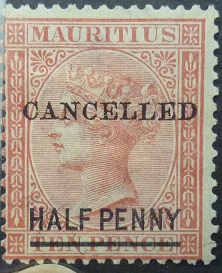 MAURITIUS
CANCELLED
HALF PENNY
TEN PENCE